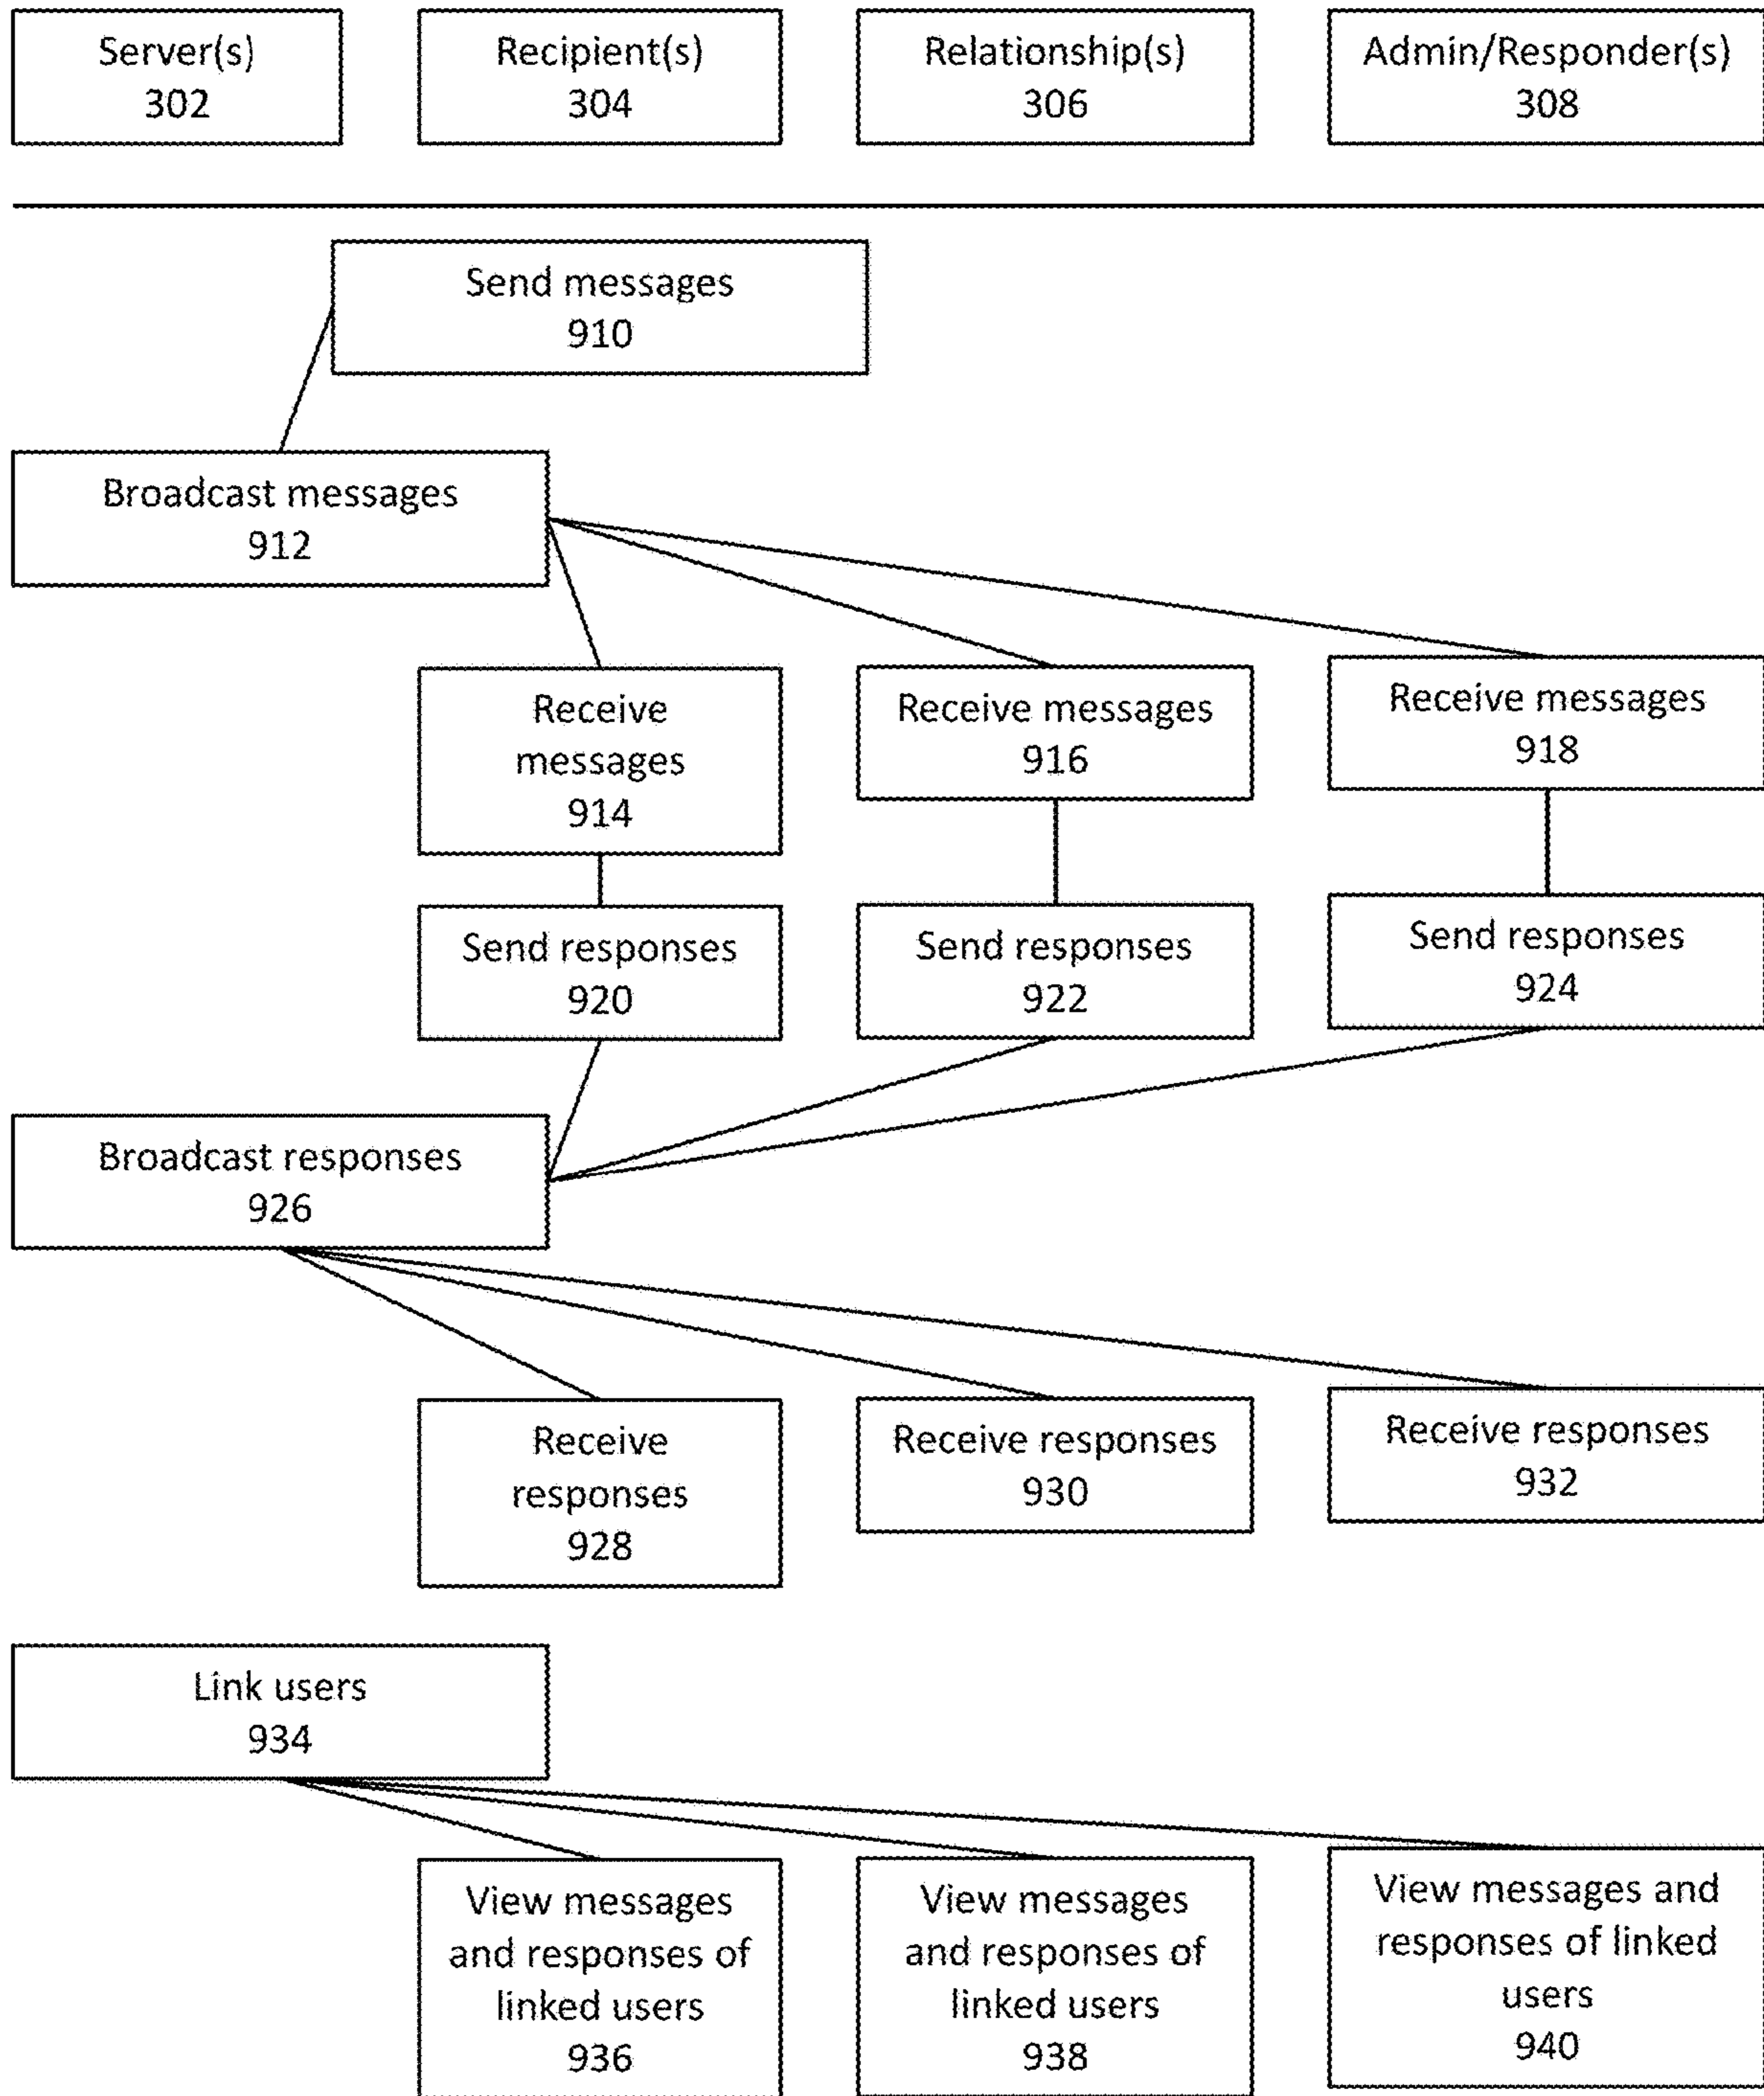 Server(s)
302
Recipient(s)
304
Relationship(s)
306
Admin/Responder(s)
308
Send messages
910
Broadcast messages
912
Receive
messages
914
Receive messages
916
Receive messages
918
Send responses
920
Send responses
922
Send responses
924
Broadcast responses
926
Receive
responses
928
Receive responses
930
Receive responses
932
Link users
934
View messages
and responses of
linked users
936
View messages
and responses of
linked users
938
View messages and
responses of linked
users
940